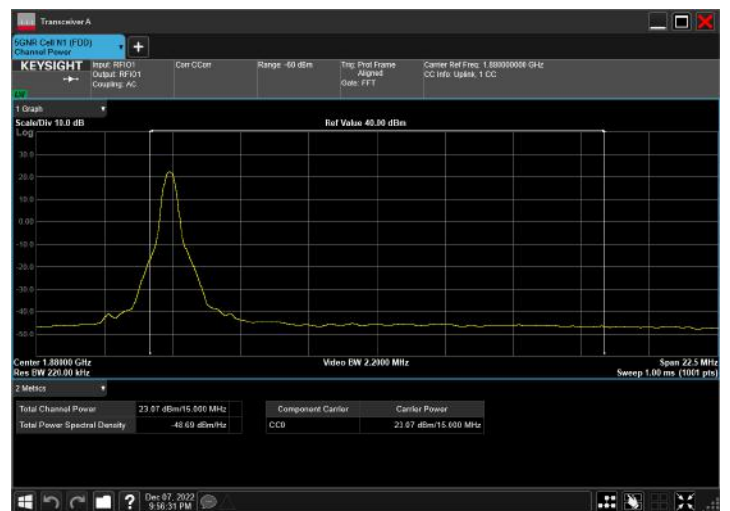 Transceiver A
5GNR Cell N1 (FDD)
Channel Power
KEYSIGHT
Input: RFIO1
Output: RFIO1
Coupling: AC
Corr CCorr
Range -60 dBm
Trig: Prot Frame
Aligned
Gate: FFT
Carrier Ref Freq: 1.880000000 GHz
CC Info: Uplink, 1 CC
1 Graph
Scale/Div 10.0 dB
Ref Value 40.00 dBm
Log
30.0
20.0
10.0
0.00
-10.0
-20.0
-30.0
-40.0
-50.0
Center 1.88000 GHz
Video BW 2.2000 MHz
Span 22.5 MHz
Res BW 220.00 kHz
Sweep 1.00 ms (1001 pts)
2 Metrics
Total Channel Power 23.07 dBm/15.000 MHz
Total Power Spectral Density -48.69 dBm/Hz
Component Carrier Carrier Power
CC0 23.07 dBm/15.000 MHz
Dec 07, 2022
9:56:31 PM